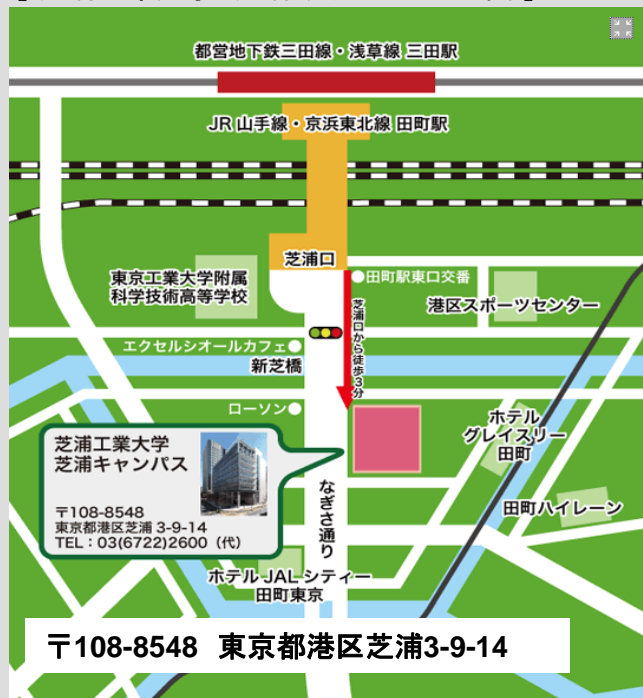 都営地下鉄三田線・浅草線 三田駅
JR 山手線・京浜東北線 田町駅
芝浦口
田町駅東口交番
東京工業大学附属
科学技術高等学校
港区スポーツセンター
芝浦口から徒歩3分
エクセルシオールカフェ
新芝橋
ローソン
ホテル
グレイスリー
田町
芝浦工業大学
芝浦キャンパス
〒108-8548
東京都港区芝浦 3-9-14
TEL：03(6722)2600（代）
なぎさ通り
田町ハイレーン
ホテル JAL シティー
田町東京
〒108-8548 東京都港区芝浦3-9-14